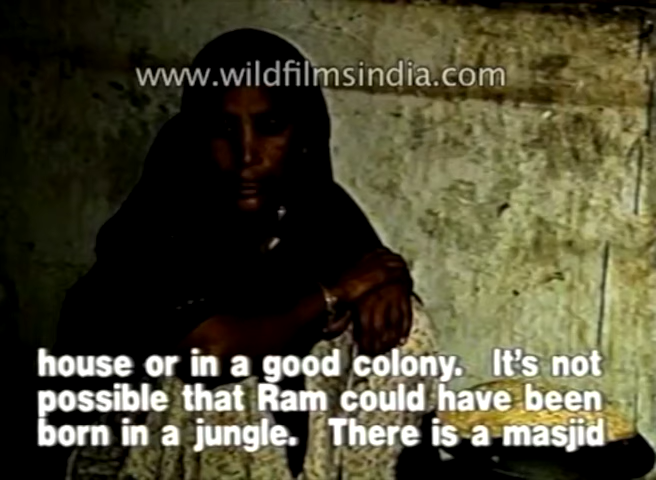 www.wildfilmsindia.com
house or in a good colony. It's not
possible that Ram could have been
born in a jungle. There is a masjid